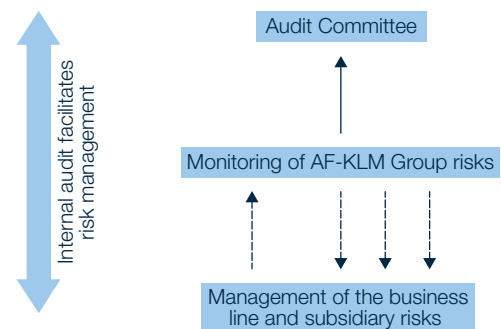 Audit Committee
Internal audit facilitates
risk management
Monitoring of AF-KLM Group risks
Management of the business
line and subsidiary risks